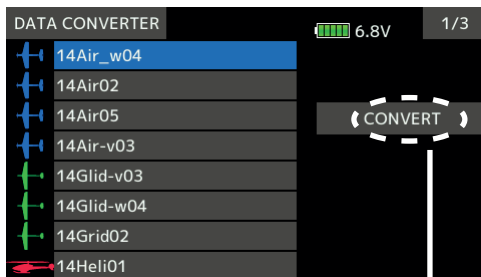 DATA CONVERTER
6.8V
1/3
14Air_w04
14Air02
14Air05
CONVERT
14Air-v03
14Glid-v03
14Glid-w04
14Grid02
14Heli01